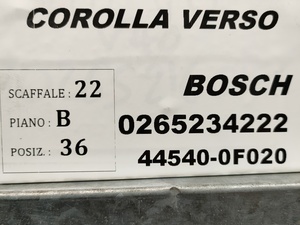 COROLLA VERSO
SCAFFALE: 22
PIANO: B
POSIZ.: 36
BOSCH
0265234222
44540-0F020